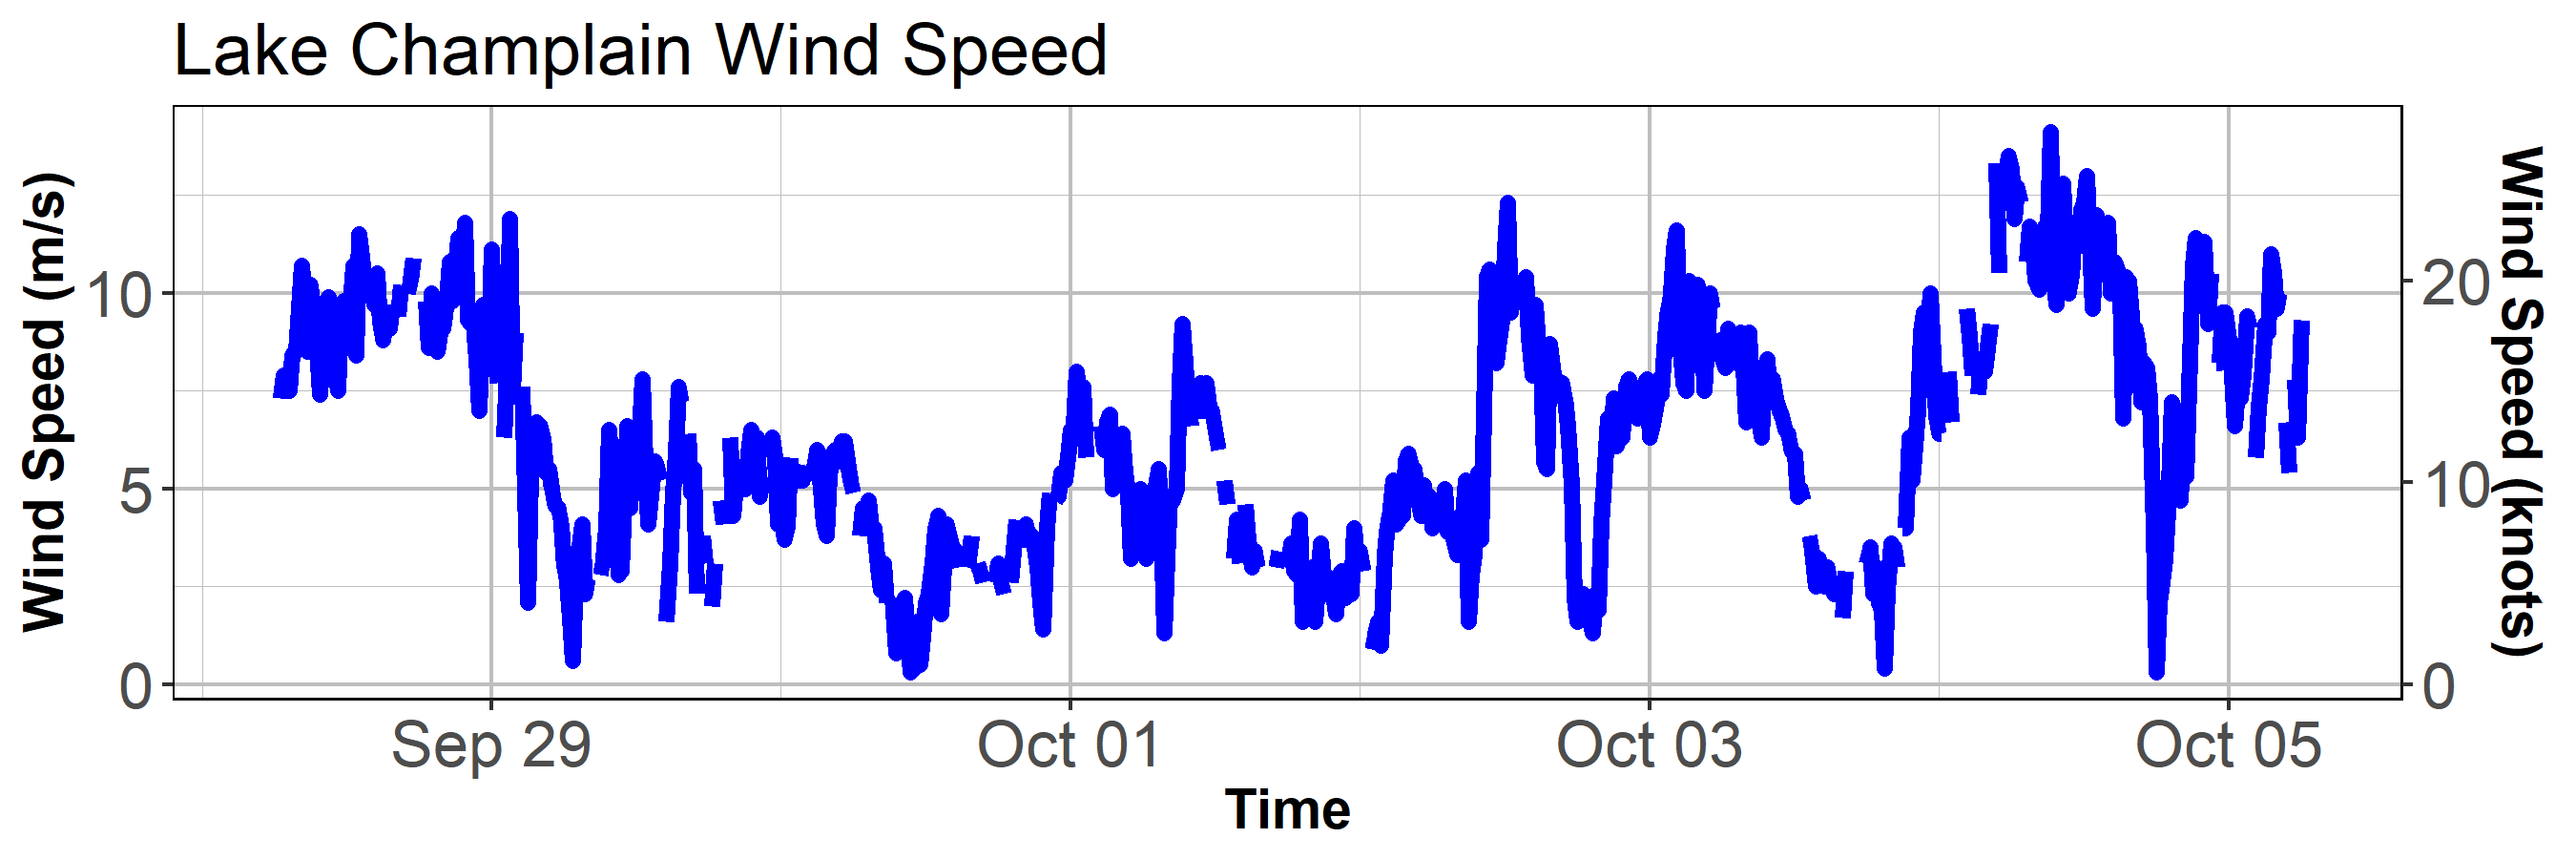 Lake Champlain Wind Speed
Wind Speed (m/s)
10
5
0
20
10
0
Wind Speed (knots)
Sep 29
Oct 01
Oct 03
Oct 05
Time